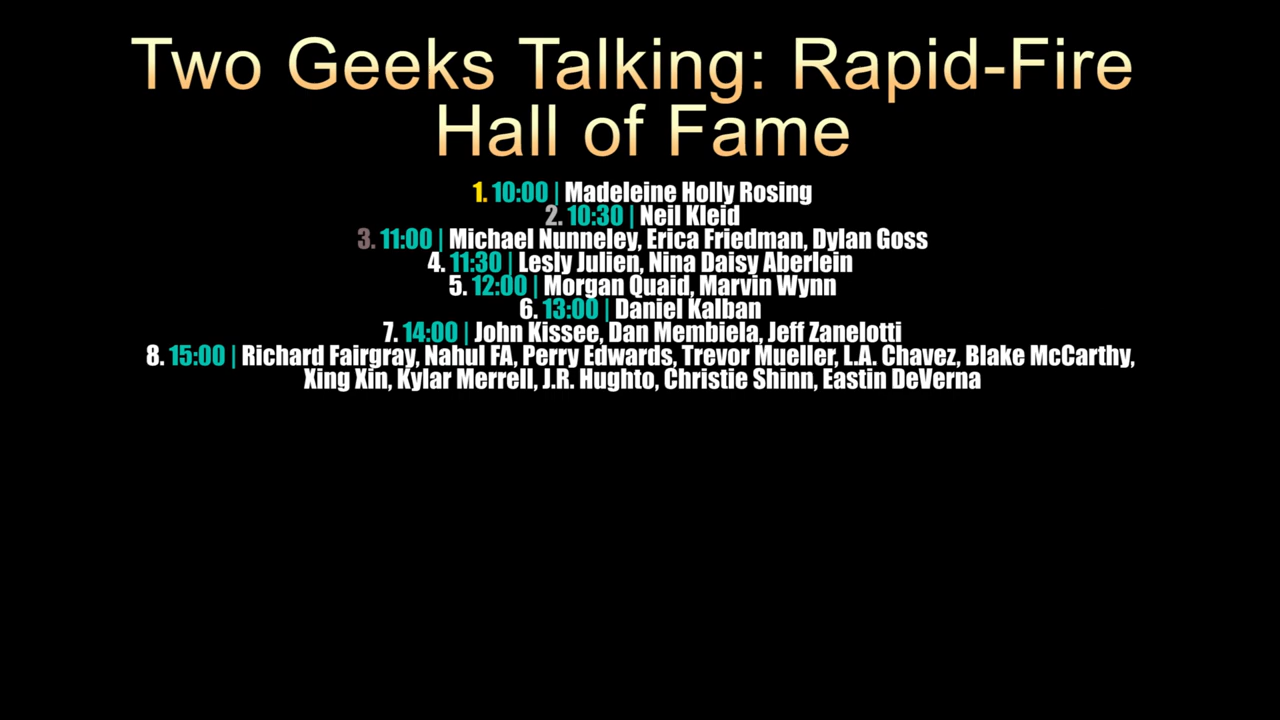 Two Geeks Talking: Rapid-Fire
Hall of Fame
1. 10:00 | Madeleine Holly Rosing
2. 10:30 | Neil Kleid
3. 11:00 | Michael Nunneley, Erica Friedman, Dylan Goss
4. 11:30 | Lesly Julien, Nina Daisy Aberlein
5. 12:00 | Morgan Quaid, Marvin Wynn
6. 13:00 | Daniel Kalban
7. 14:00 | John Kissee, Dan Membiela, Jeff Zanelotti
8. 15:00 | Richard Fairgray, Nahul FA, Perry Edwards, Trevor Mueller, L.A. Chavez, Blake McCarthy,
Xing Xin, Kylar Merrell, J.R. Hughto, Christie Shinn, Eastin DeVerna